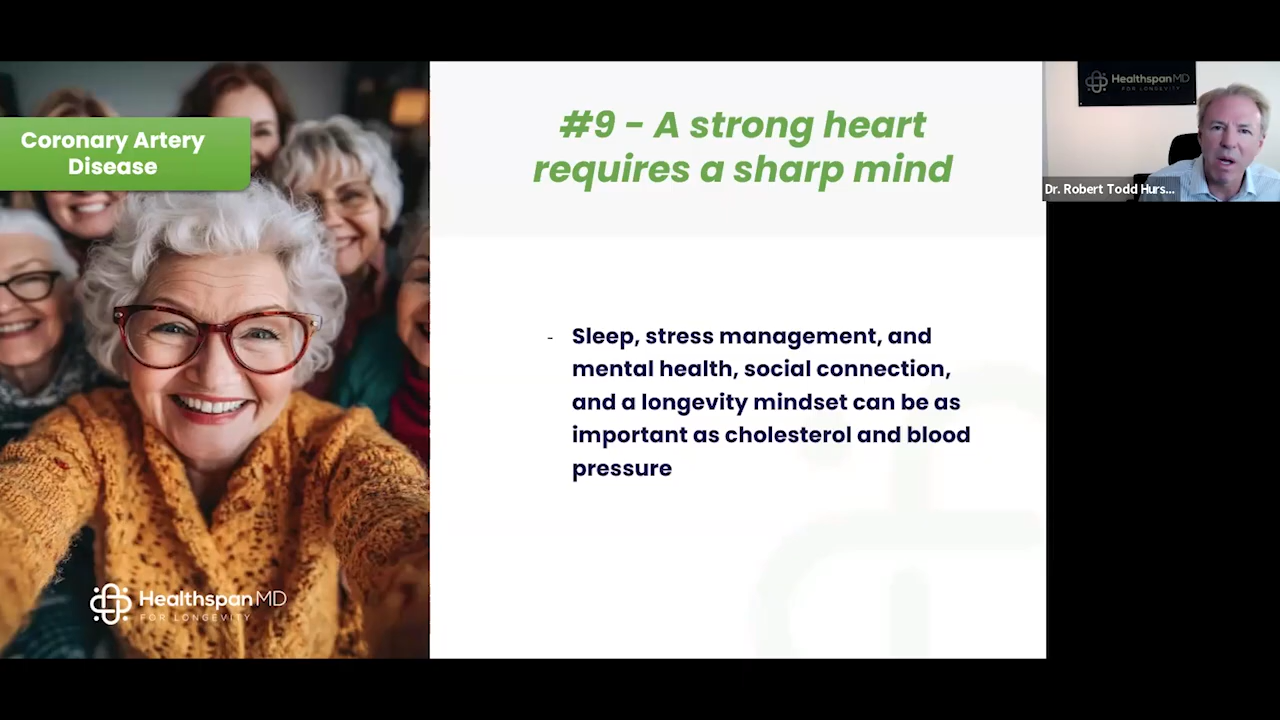 Coronary Artery
Disease
#9 - A strong heart
requires a sharp mind
- Sleep, stress management, and
mental health, social connection,
and a longevity mindset can be as
important as cholesterol and blood
pressure
HealthspanMD
FOR LONGEVITY
HealthspanMD
FOR LONGEVITY
Dr. Robert Todd Hurs...